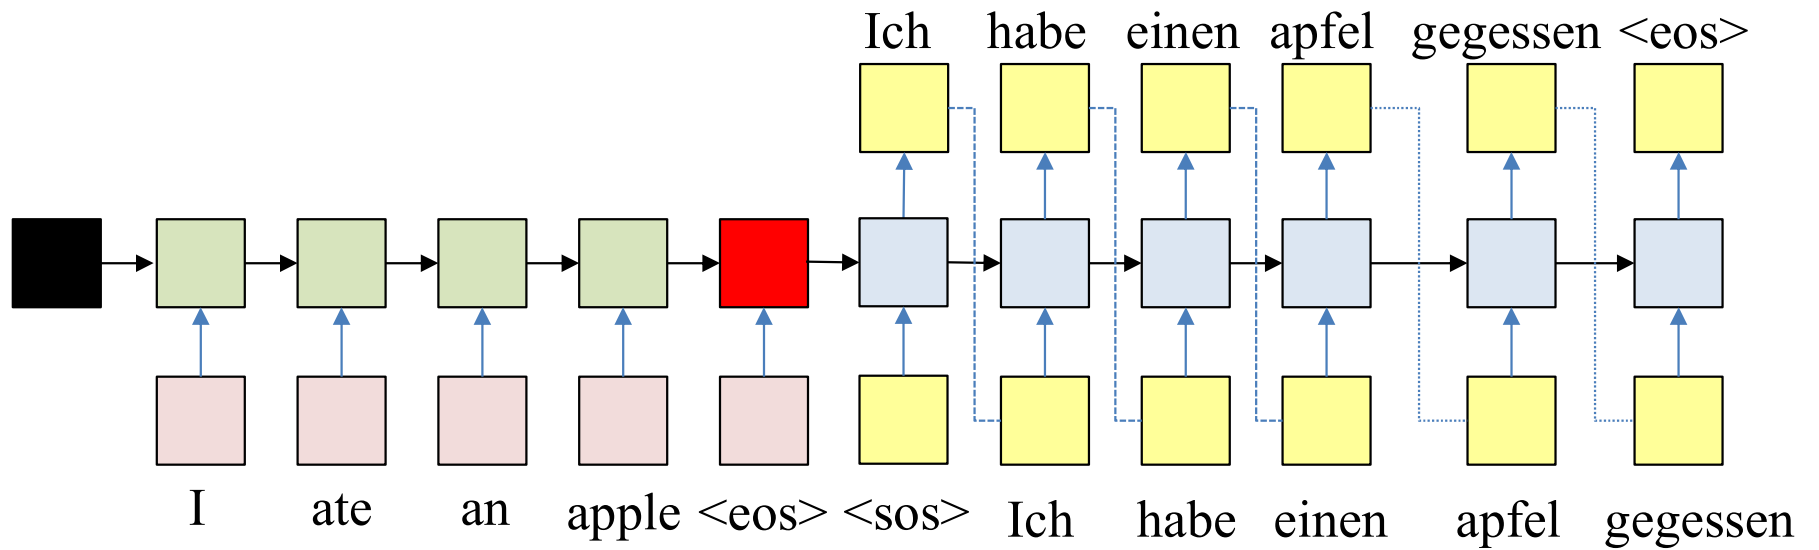 Ich habe einen apfel gegessen <eos>
I ate an apple <eos> <sos> Ich habe einen apfel gegessen